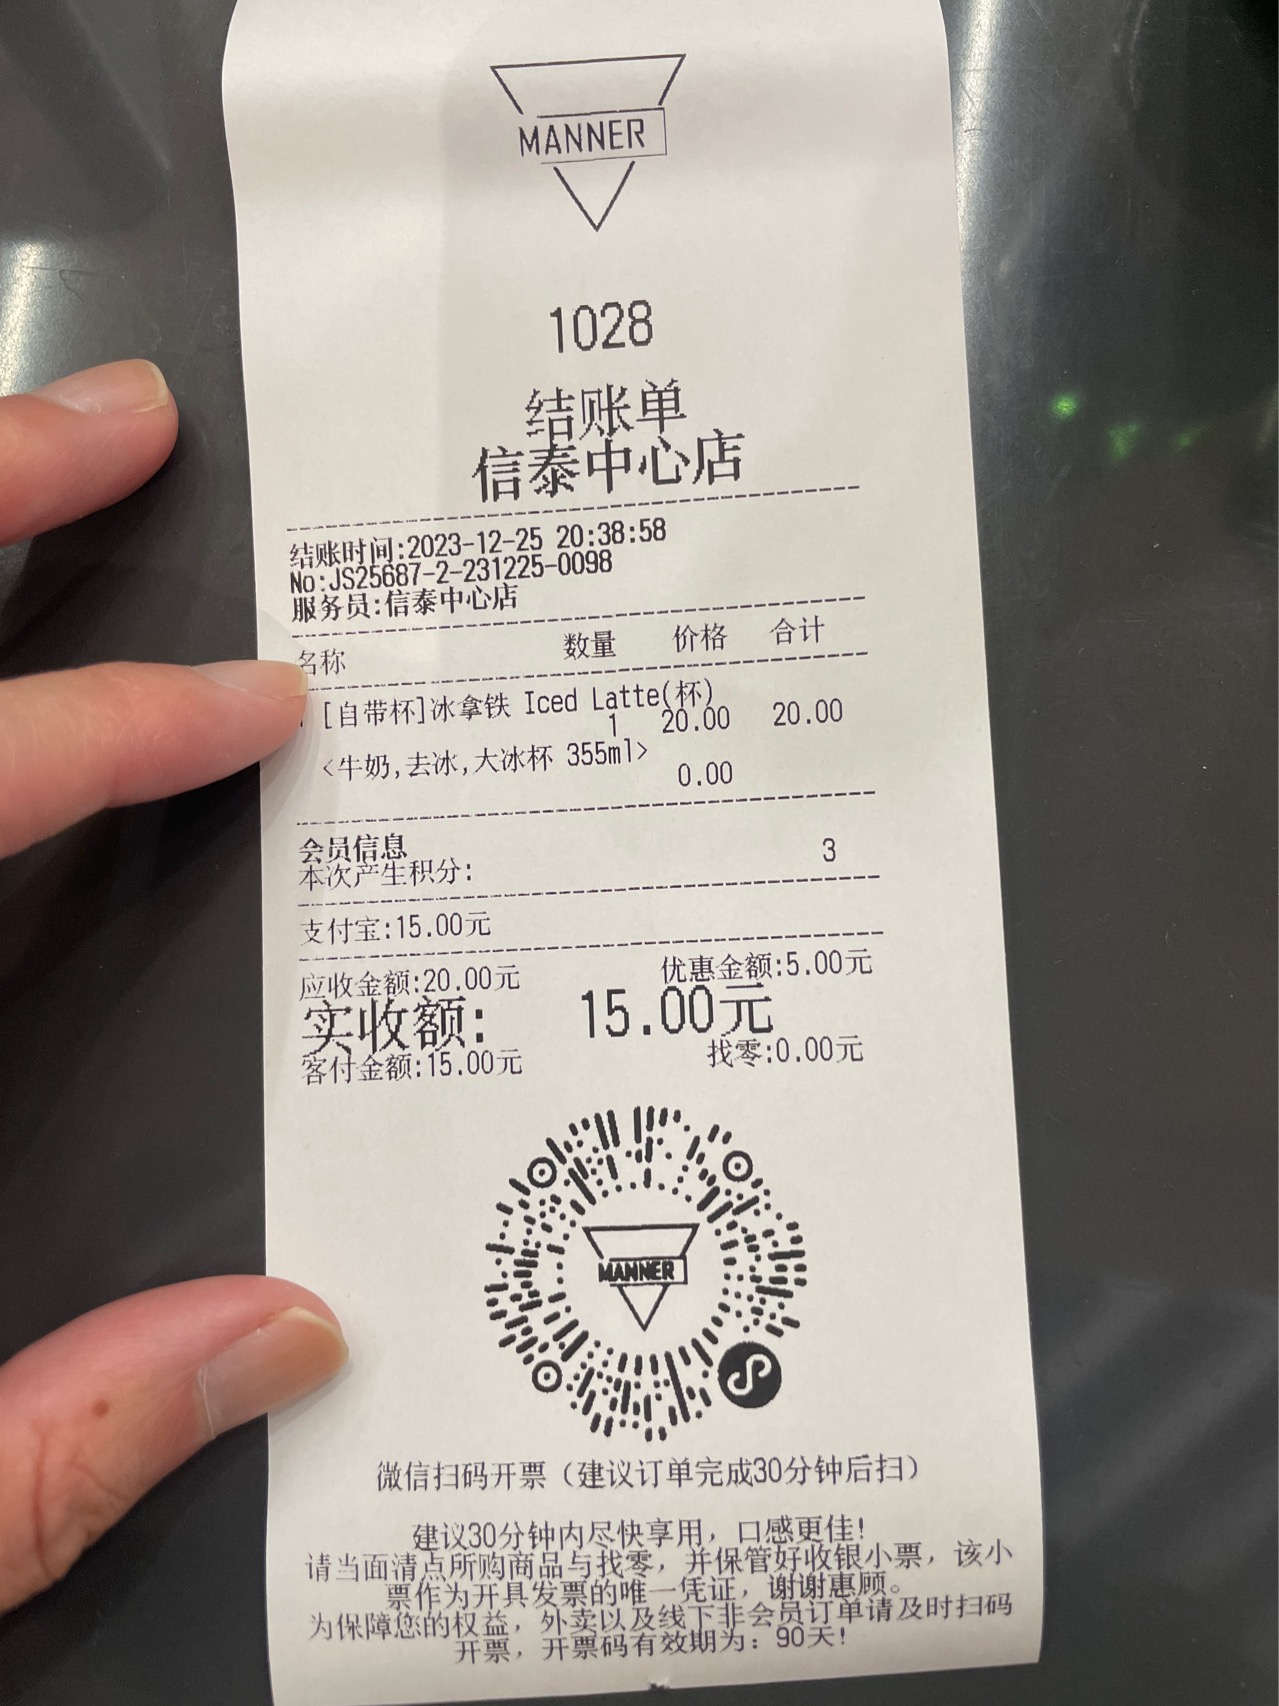 MANNER
1028
结账单
信泰中心店
结账时间:2023-12-25 20:38:58
No:JS25687-2-231225-0098
服务员:信泰中心店
名称 数量 价格 合计
[自带杯]冰拿铁 Iced Latte(杯)
1 20.00 20.00
<牛奶,去冰,大冰杯 355ml>
0.00
会员信息
本次产生积分: 3
支付宝:15.00元
应收金额:20.00元 优惠金额:5.00元
实收额: 15.00元
客付金额:15.00元 找零:0.00元
MANNER
微信扫码开票（建议订单完成30分钟后扫）
建议30分钟内尽快享用，口感更佳!
请当面清点所购商品与找零，并保管好收银小票，该小
票作为开具发票的唯一凭证，谢谢惠顾。
为保障您的权益，外卖以及线下非会员订单请及时扫码
开票，开票码有效期为：90天!